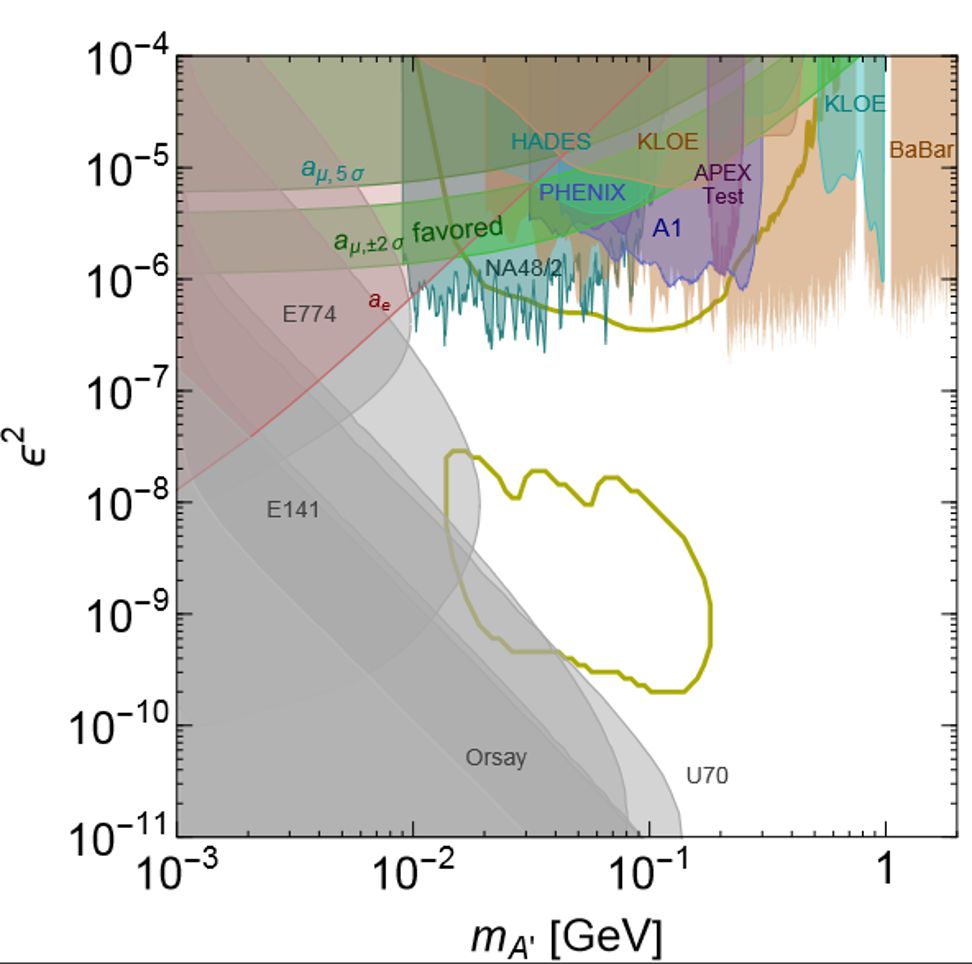 10⁻⁴
10⁻⁵
10⁻⁶
10⁻⁷
10⁻⁸
10⁻⁹
10⁻¹⁰
10⁻¹¹
ϵ²
KLOE
HADES
KLOE
BaBar
a_μ,5σ
APEX
Test
PHENIX
a_μ,±2σ favored
A1
NA48/2
a_e
E774
E141
Orsay
U70
10⁻³
10⁻²
10⁻¹
1
m_A' [GeV]